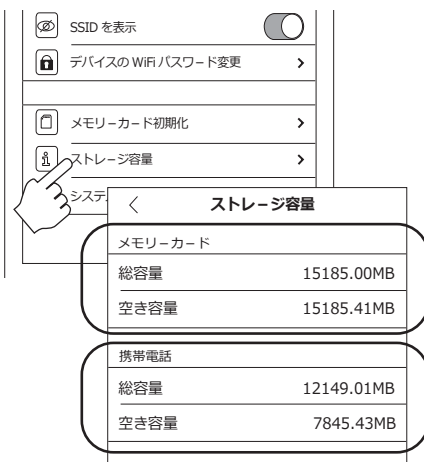 SSID を表示
デバイスの WiFi パスワード変更
メモリーカード初期化
ストレージ容量
システ
ストレージ容量
メモリーカード
総容量 15185.00MB
空き容量 15185.41MB
携帯電話
総容量 12149.01MB
空き容量 7845.43MB